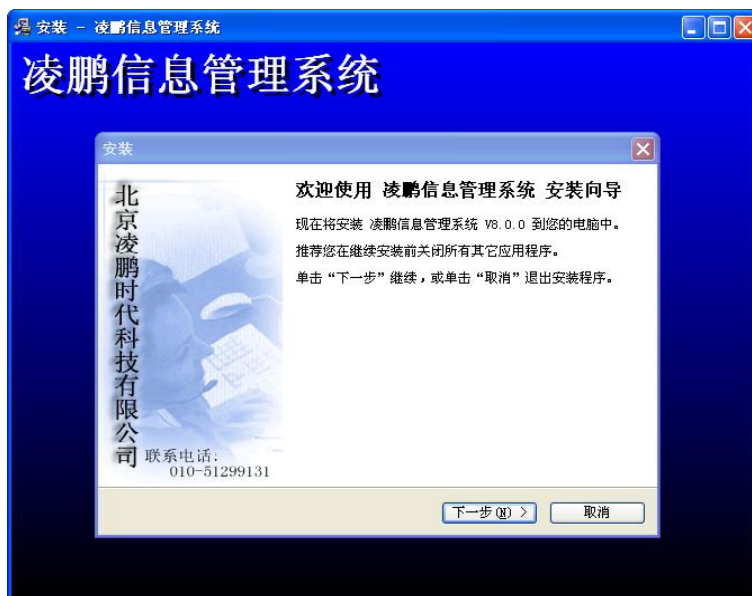 安装 - 凌鹏信息管理系统
凌鹏信息管理系统
安装
北京凌鹏时代科技有限公司
联系电话:
010-51299131
欢迎使用 凌鹏信息管理系统 安装向导
现在将安装 凌鹏信息管理系统 V8.0.0 到您的电脑中。
推荐您在继续安装前关闭所有其它应用程序。
单击“下一步”继续，或单击“取消”退出安装程序。
下一步(N) >
取消